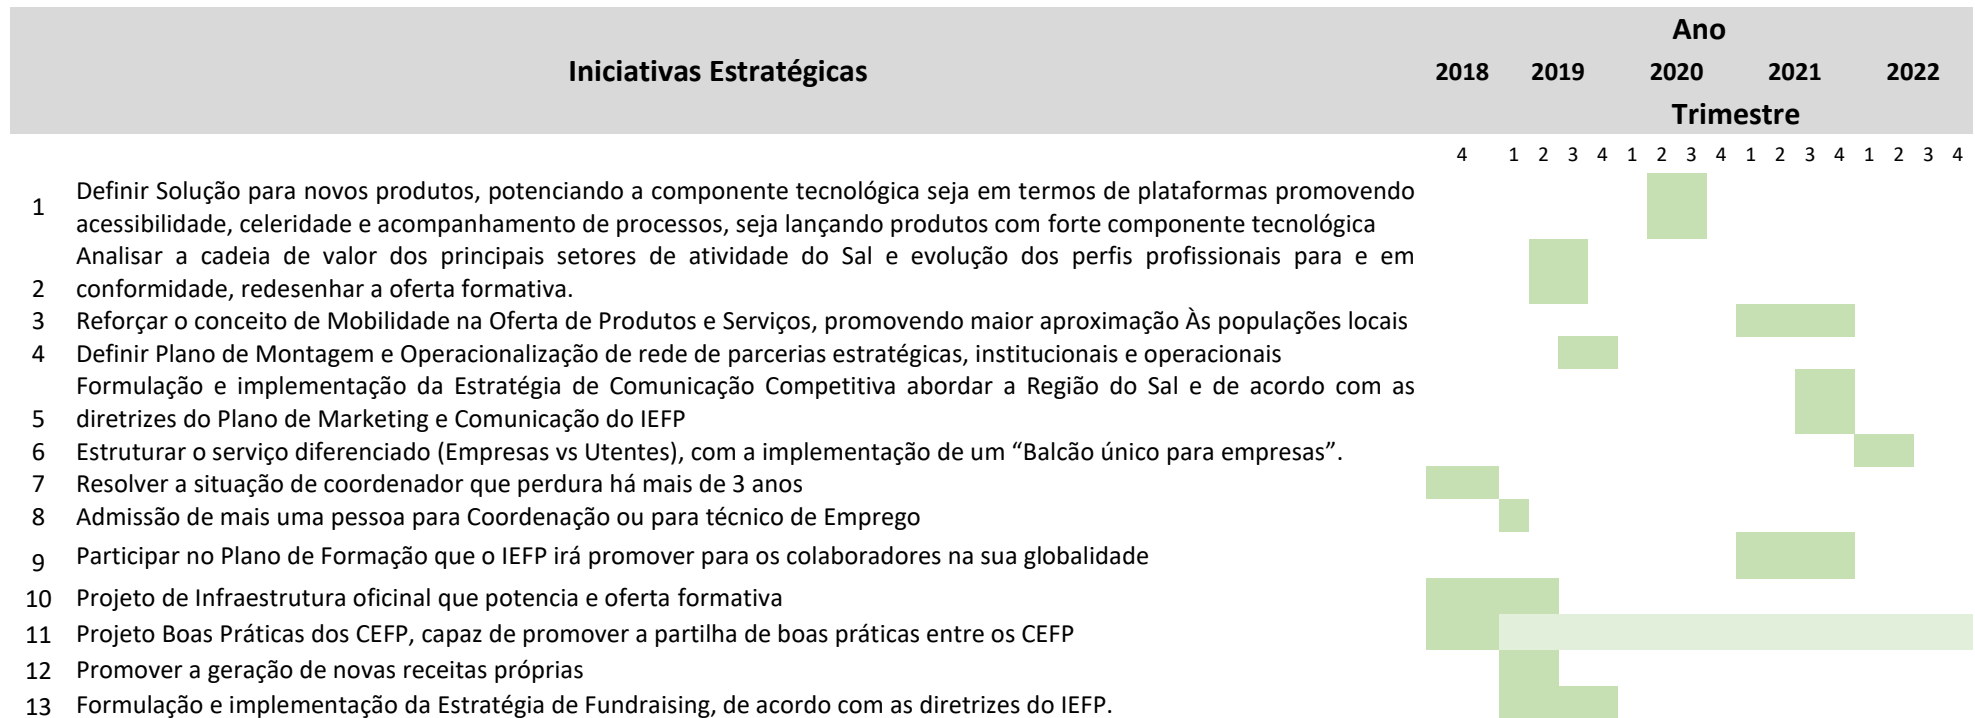 Ano
Iniciativas Estratégicas
2018 2019 2020 2021 2022
Trimestre
4 1 2 3 4 1 2 3 4 1 2 3 4 1 2 3 4
1 Definir Solução para novos produtos, potenciando a componente tecnológica seja em termos de plataformas promovendo
acessibilidade, celeridade e acompanhamento de processos, seja lançando produtos com forte componente tecnológica
Analisar a cadeia de valor dos principais setores de atividade do Sal e evolução dos perfis profissionais para e em
2 conformidade, redesenhar a oferta formativa.
3 Reforçar o conceito de Mobilidade na Oferta de Produtos e Serviços, promovendo maior aproximação Às populações locais
4 Definir Plano de Montagem e Operacionalização de rede de parcerias estratégicas, institucionais e operacionais
Formulação e implementação da Estratégia de Comunicação Competitiva abordar a Região do Sal e de acordo com as
5 diretrizes do Plano de Marketing e Comunicação do IEFP
6 Estruturar o serviço diferenciado (Empresas vs Utentes), com a implementação de um “Balcão único para empresas”.
7 Resolver a situação de coordenador que perdura há mais de 3 anos
8 Admissão de mais uma pessoa para Coordenação ou para técnico de Emprego
9 Participar no Plano de Formação que o IEFP irá promover para os colaboradores na sua globalidade
10 Projeto de Infraestrutura oficinal que potencia e oferta formativa
11 Projeto Boas Práticas dos CEFP, capaz de promover a partilha de boas práticas entre os CEFP
12 Promover a geração de novas receitas próprias
13 Formulação e implementação da Estratégia de Fundraising, de acordo com as diretrizes do IEFP.